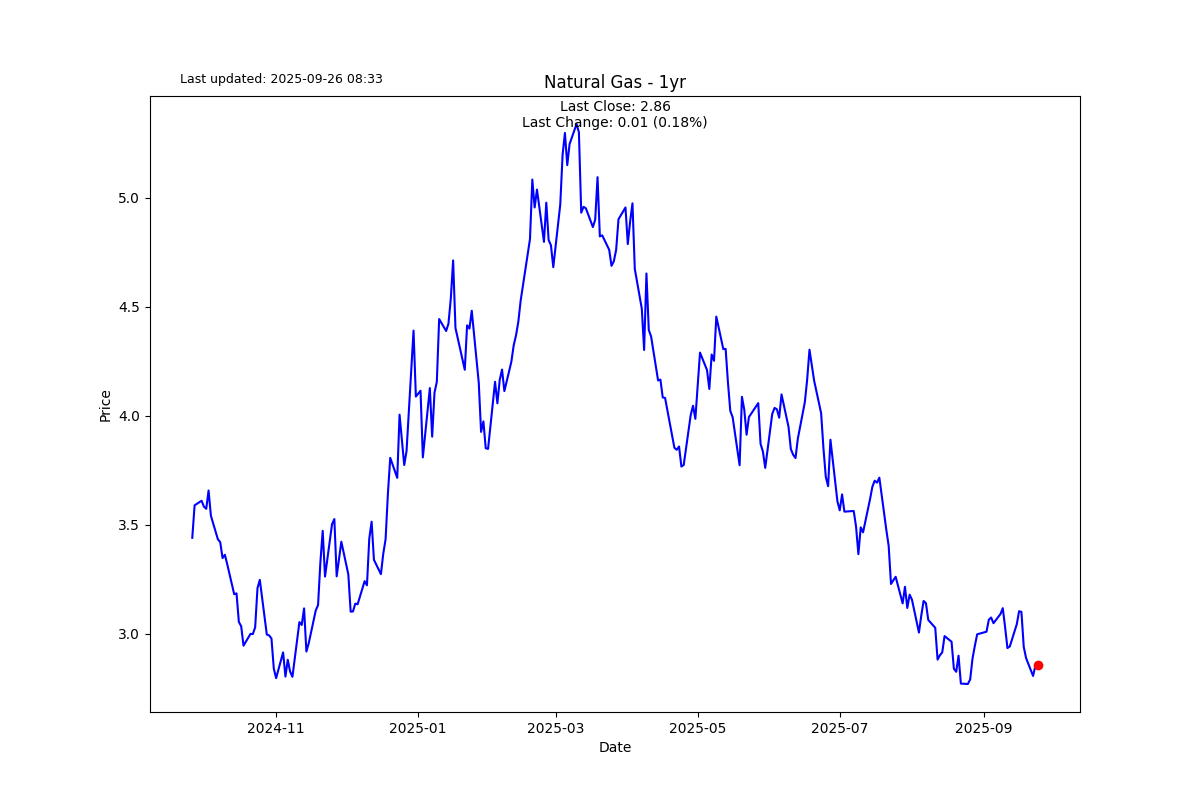 Last updated: 2025-09-26 08:33
Natural Gas - 1yr
Last Close: 2.86
Last Change: 0.01 (0.18%)
5.0
4.5
4.0
3.5
3.0
Price
2024-11
2025-01
2025-03
2025-05
2025-07
2025-09
Date